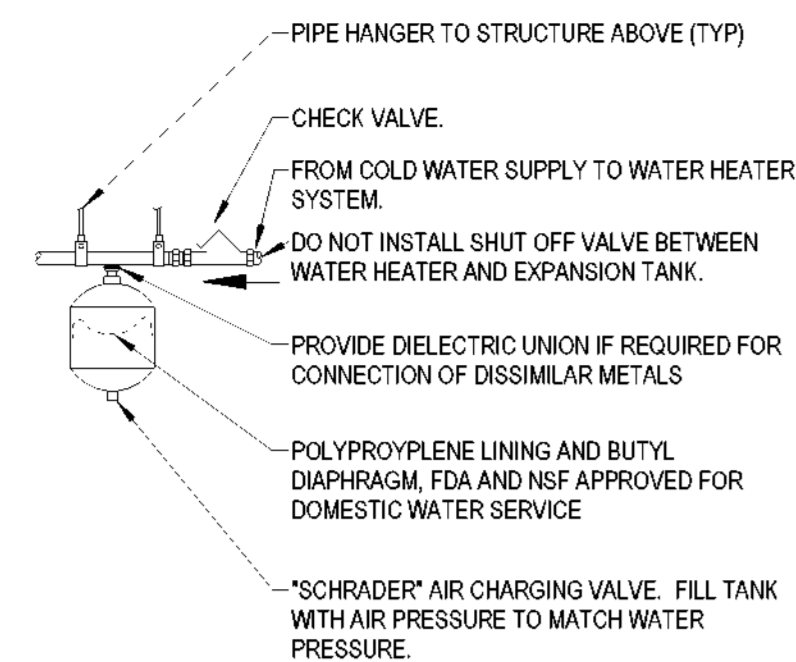 PIPE HANGER TO STRUCTURE ABOVE (TYP)
CHECK VALVE.
FROM COLD WATER SUPPLY TO WATER HEATER
SYSTEM.
DO NOT INSTALL SHUT OFF VALVE BETWEEN
WATER HEATER AND EXPANSION TANK.
PROVIDE DIELECTRIC UNION IF REQUIRED FOR
CONNECTION OF DISSIMILAR METALS
POLYPROYPLENE LINING AND BUTYL
DIAPHRAGM, FDA AND NSF APPROVED FOR
DOMESTIC WATER SERVICE
"SCHRADER" AIR CHARGING VALVE. FILL TANK
WITH AIR PRESSURE TO MATCH WATER
PRESSURE.